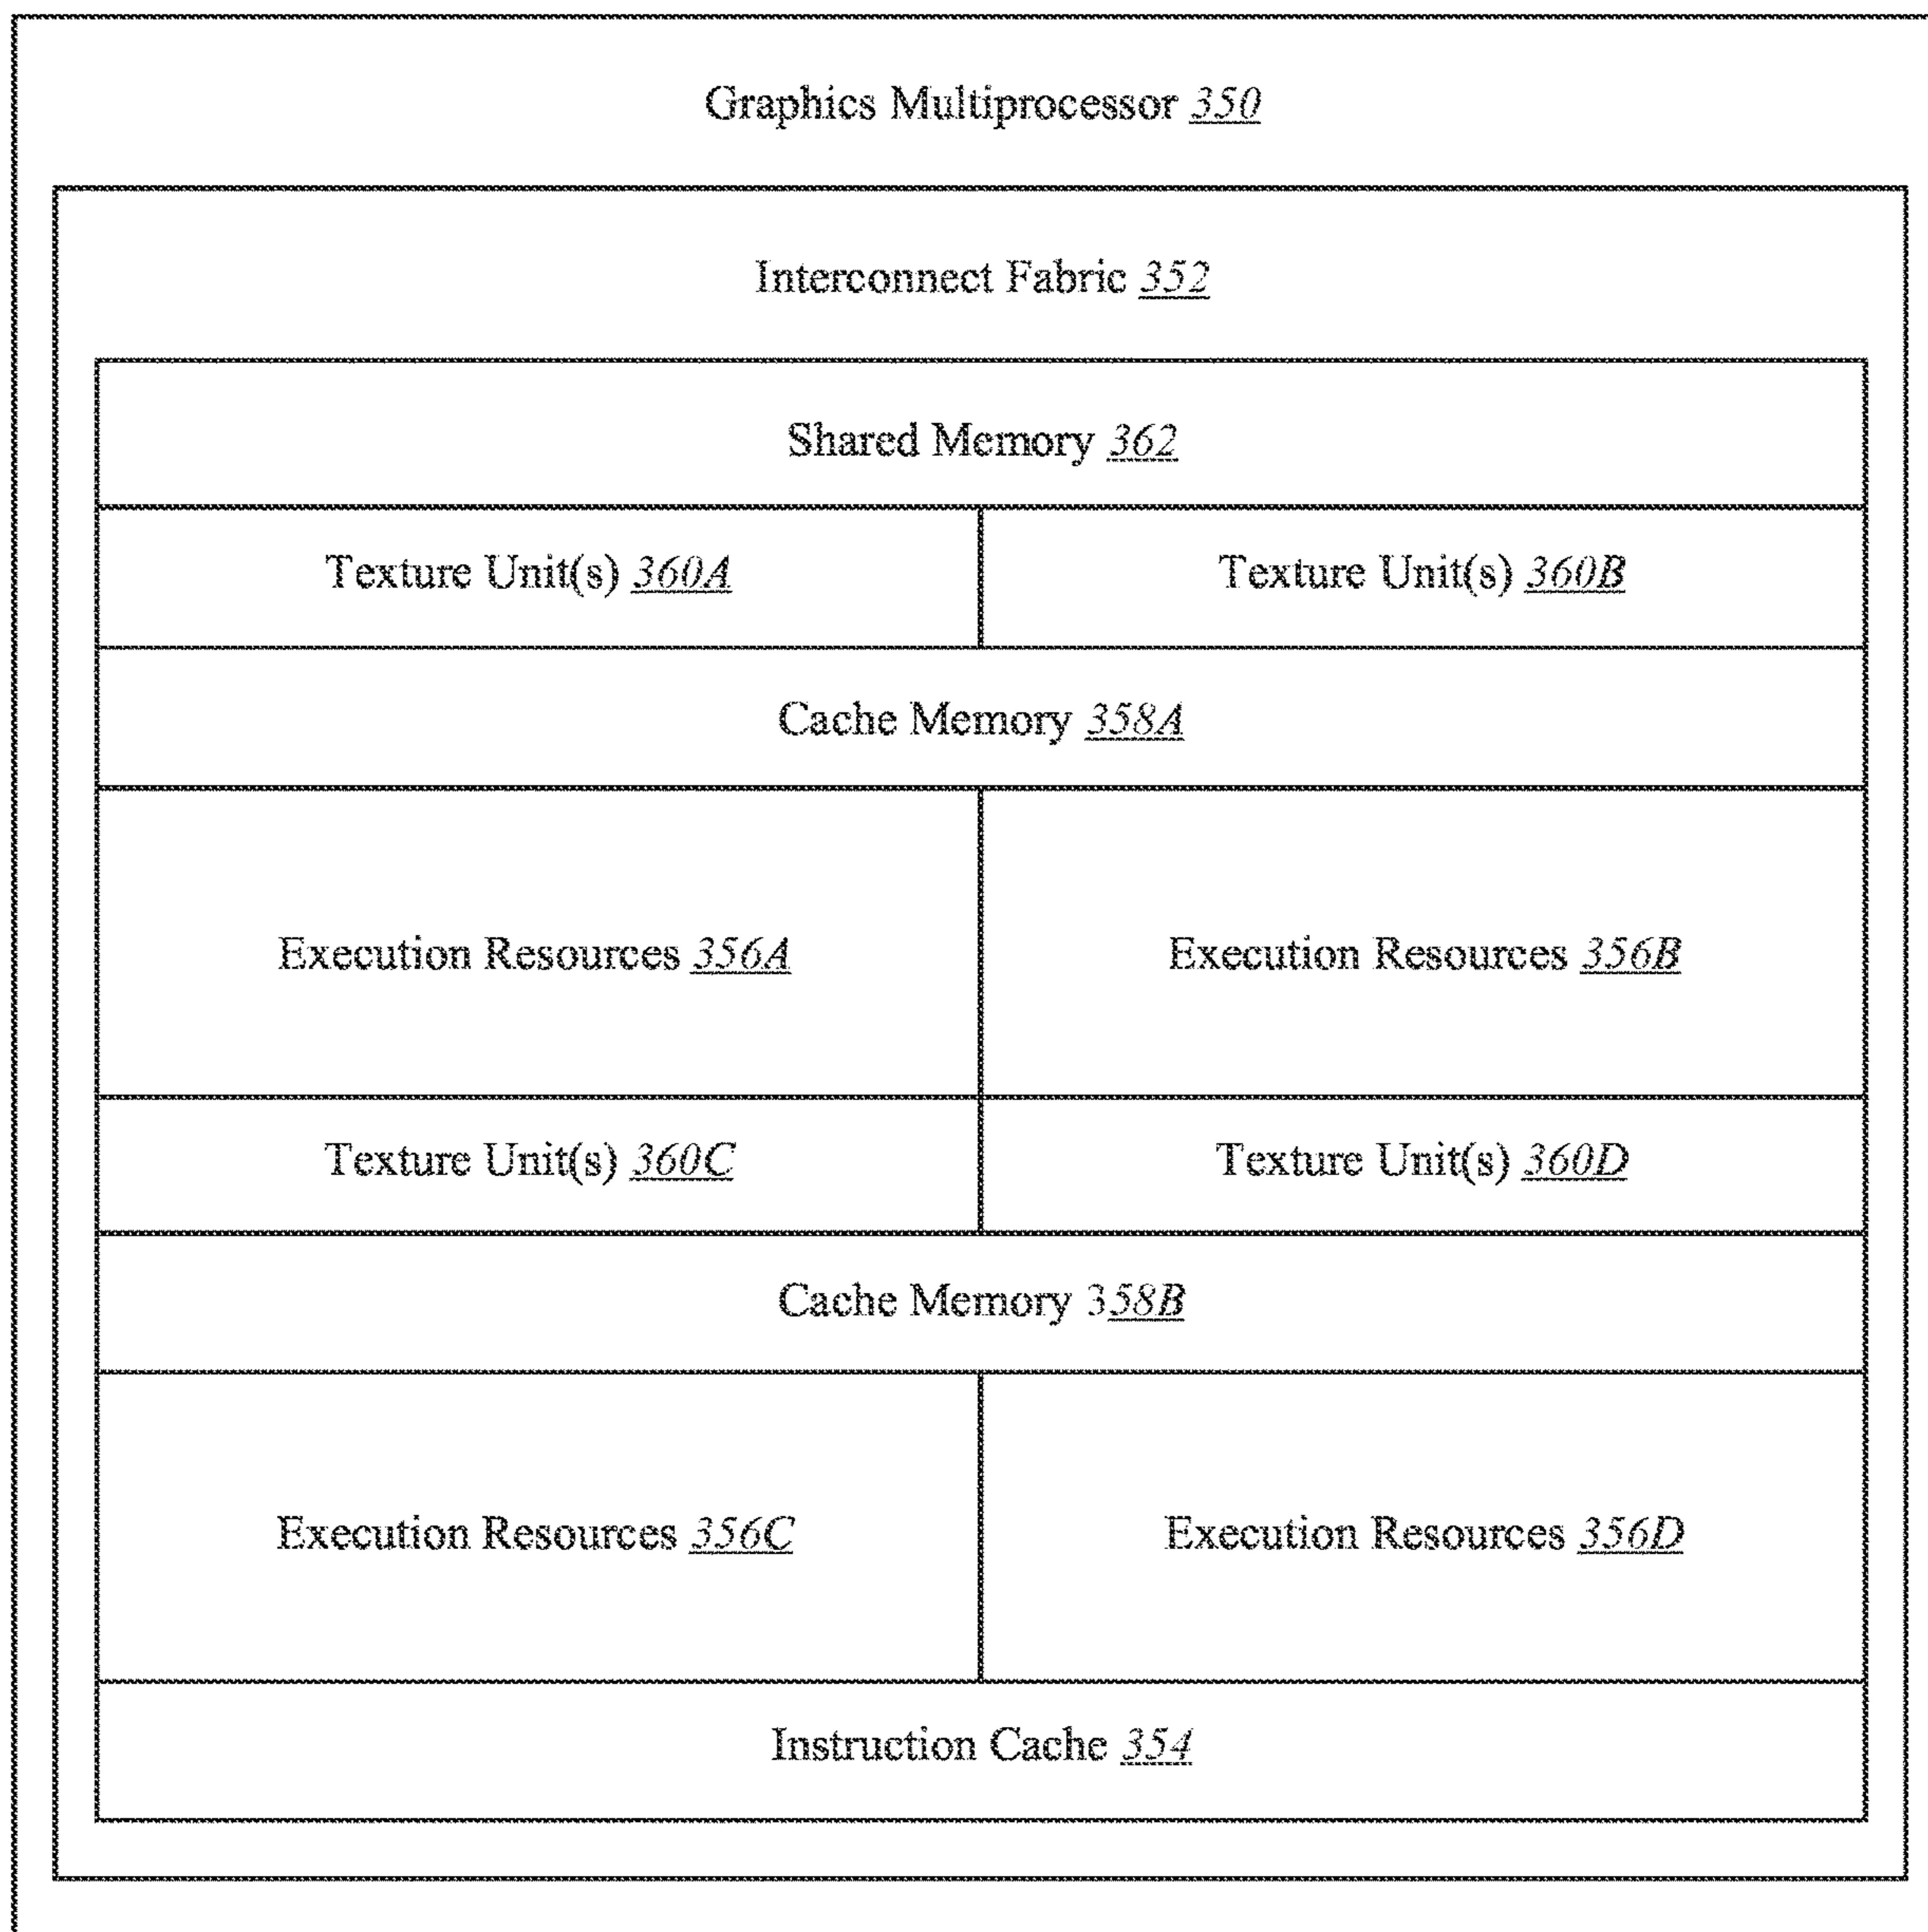 Graphics Multiprocessor 350
Interconnect Fabric 352
Shared Memory 362
Texture Unit(s) 360A
Texture Unit(s) 360B
Cache Memory 358A
Execution Resources 356A
Execution Resources 356B
Texture Unit(s) 360C
Texture Unit(s) 360D
Cache Memory 358B
Execution Resources 356C
Execution Resources 356D
Instruction Cache 354